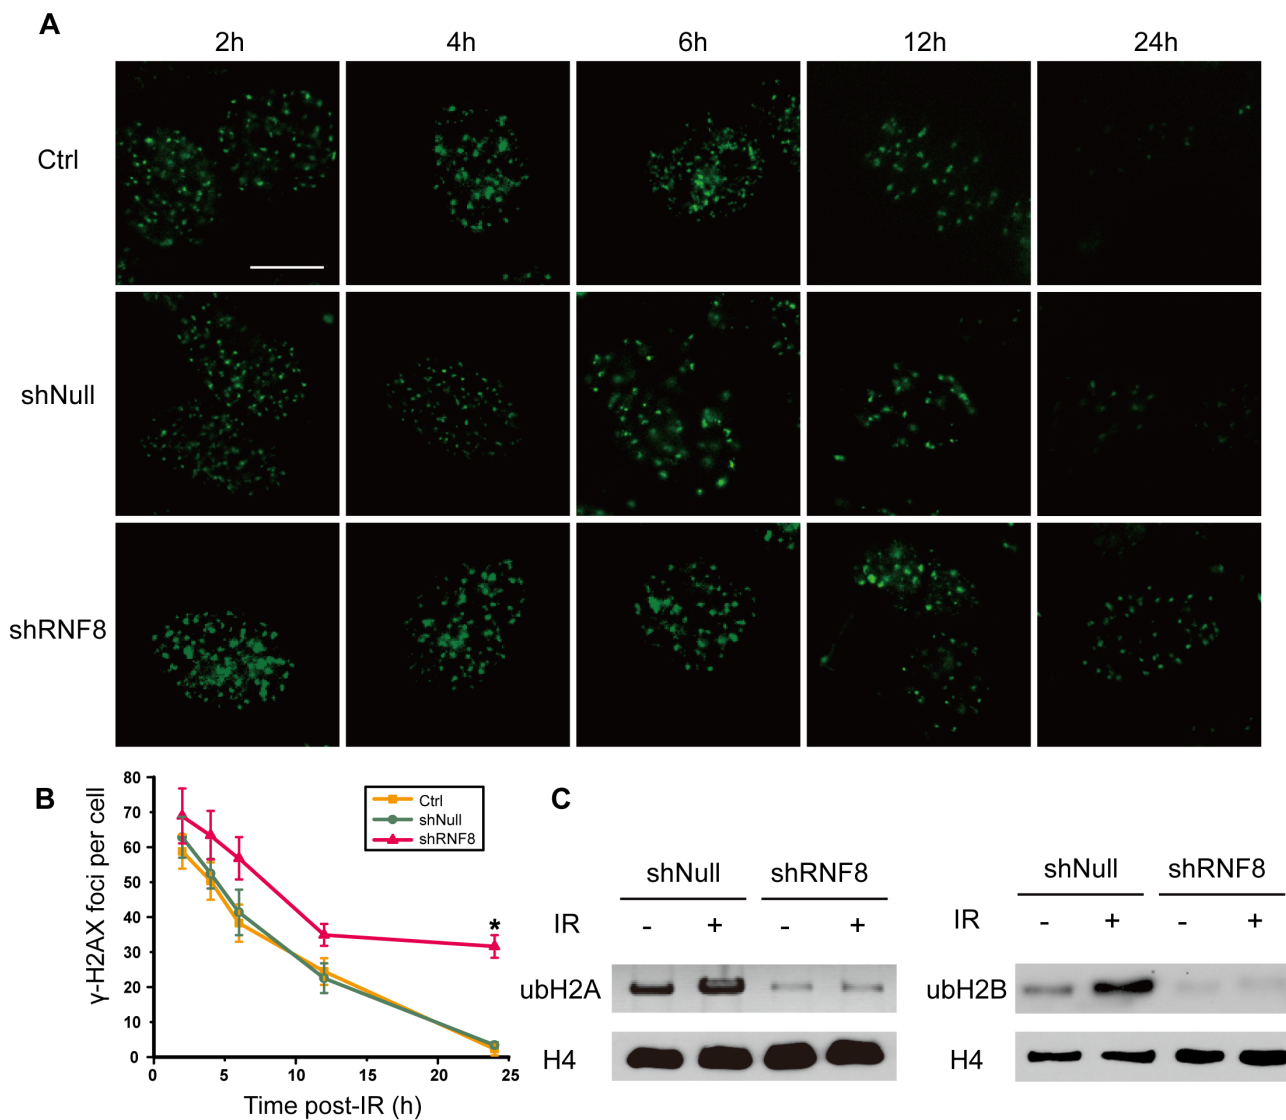 A
2h 4h 6h 12h 24h
Ctrl
shNull
shRNF8
B
γ-H2AX foci per cell
80
70
60
50
40
30
20
10
0
Ctrl
shNull
shRNF8
*
0 5 10 15 20 25
Time post-IR (h)
C
shNull shRNF8
IR - + - +
ubH2A
H4
shNull shRNF8
IR - + - +
ubH2B
H4